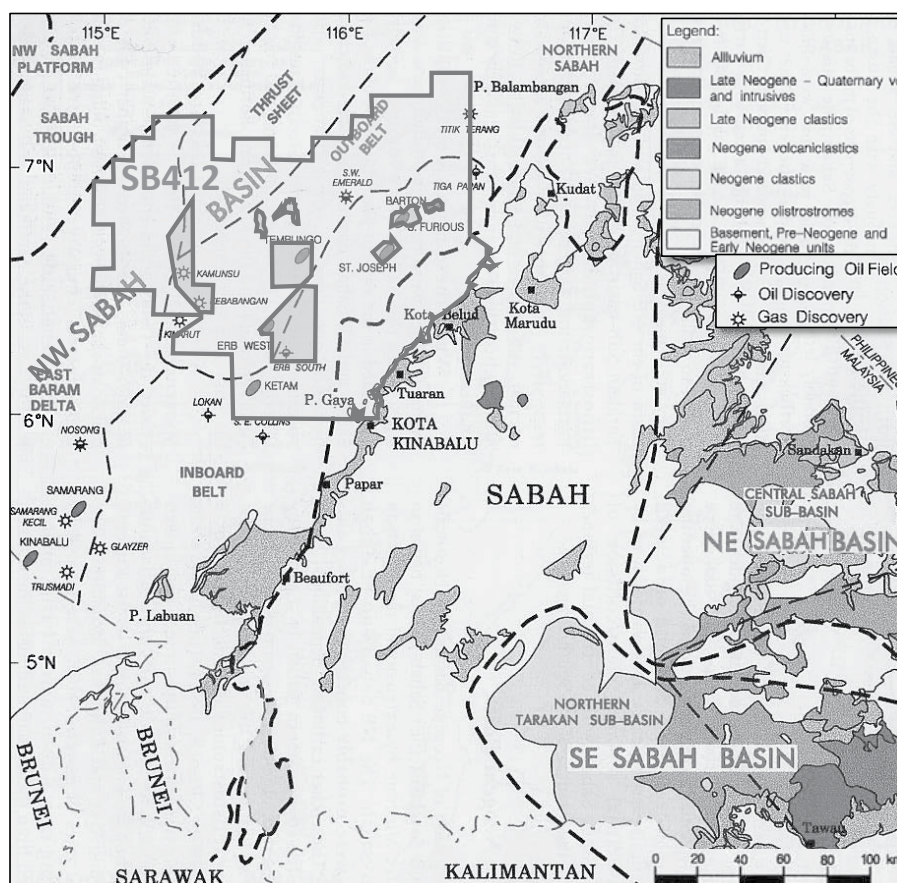 115°E
116°E
117°E
NW SABAH
PLATFORM
NORTHERN
SABAH
Legend:
Allluvium
Late Neogene - Quaternary vo
and intrusives
Late Neogene clastics
Neogene volcaniclastics
Neogene clastics
Neogene olistrostromes
Basement, Pre-Neogene and
Early Neogene units
Producing Oil Field
Oil Discovery
Gas Discovery
THRUST
SHEET
P. Balambangan
SABAH
TROUGH
OUTBOARD
BELT
TITIK TERANG
7°N
SB412
BASIN
S.W.
EMERALD
TIGA PAPAN
Kudat
BARTON
S. FURIOUS
TEMBUNGO
ST. JOSEPH
KAMUNSU
KEBABANGAN
Kota
Belud
Kota
Marudu
KINARUT
NW. SABAH
ERB WEST
ERB SOUTH
PHILIPPINES
MALAYSIA
EAST
BARAM
DELTA
KETAM
Tuaran
P. Gaya
6°N
LOKAN
S. E. COLLINS
KOTA
KINABALU
NOSONG
Sandakan
INBOARD
BELT
Papar
SABAH
CENTRAL SABAH
SUB-BASIN
SAMARANG
SAMARANG
KECIL
NE SABAH BASIN
KINABALU
GLAYZER
TRUSMADI
Beaufort
P. Labuan
5°N
NORTHERN
TARAKAN SUB-BASIN
BRUNEI
BRUNEI
SE SABAH BASIN
Tawau
SARAWAK
KALIMANTAN
0 20 40 60 80 100 km